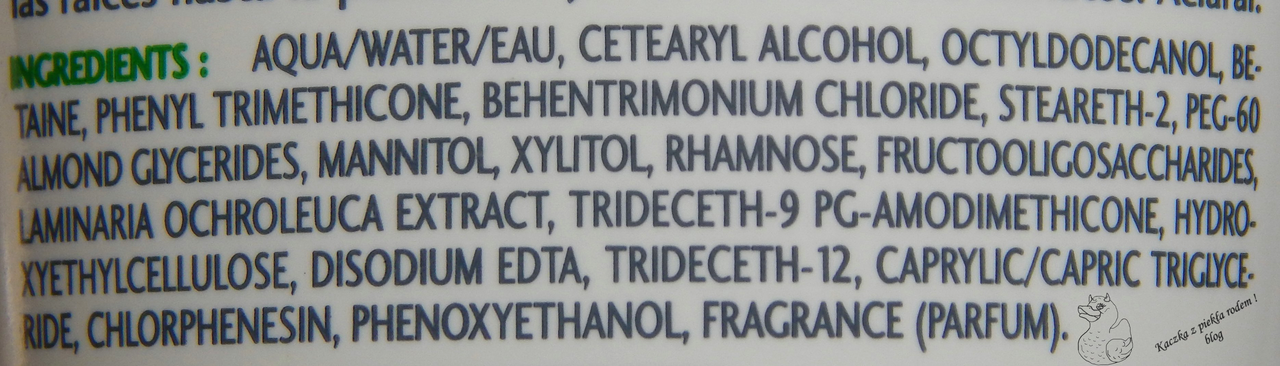 las raíces
INGREDIENTS : AQUA/WATER/EAU, CETEARYL ALCOHOL, OCTYLDODECANOL, BE-
TAINE, PHENYL TRIMETHICONE, BEHENTRIMONIUM CHLORIDE, STEARETH-2, PEG-60
ALMOND GLYCERIDES, MANNITOL, XYLITOL, RHAMNOSE, FRUCTOOLIGOSACCHARIDES,
LAMINARIA OCHROLEUCA EXTRACT, TRIDECETH-9 PG-AMODIMETHICONE, HYDRO-
XYETHYLCELLULOSE, DISODIUM EDTA, TRIDECETH-12, CAPRYLIC/CAPRIC TRIGLYCE-
RIDE, CHLORPHENESIN, PHENOXYETHANOL, FRAGRANCE (PARFUM).
Kaczka z piekła rodem !
blog